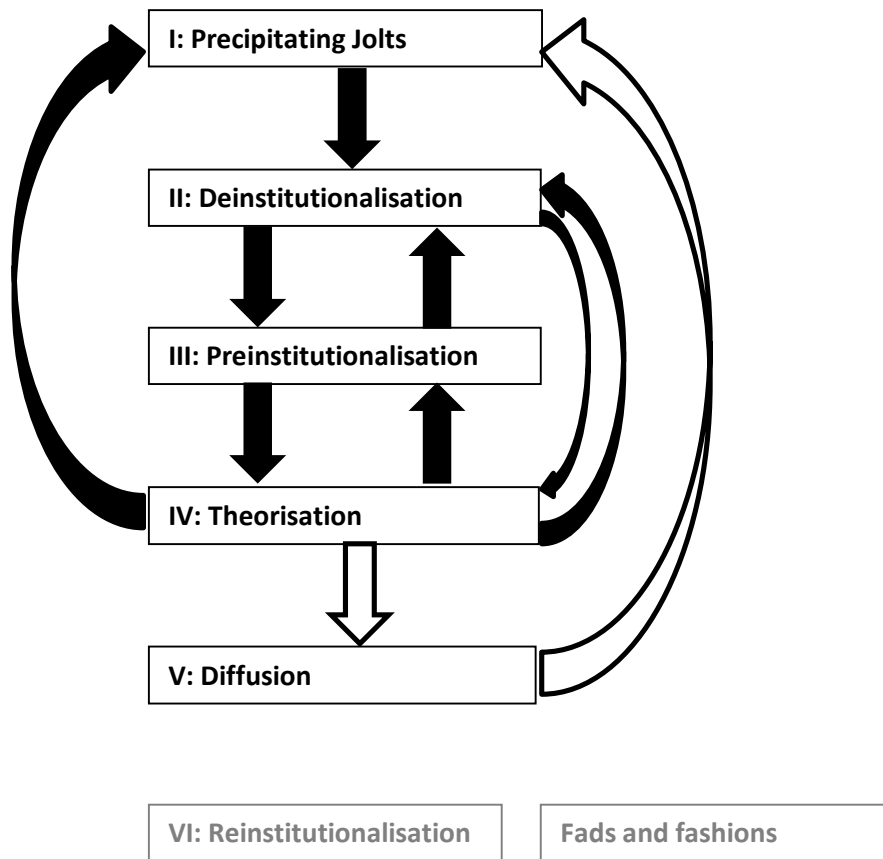 I: Precipitating Jolts
II: Deinstitutionalisation
III: Preinstitutionalisation
IV: Theorisation
V: Diffusion
VI: Reinstitutionalisation
Fads and fashions